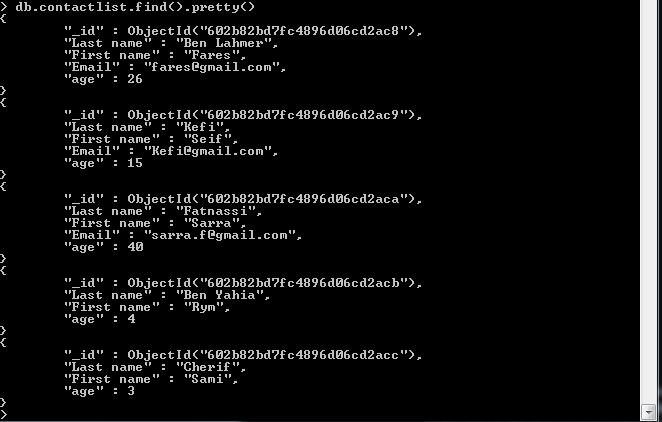 > db.contactlist.find().pretty()
{
"_id" : ObjectId("602b82bd7fc4896d06cd2ac8"),
"Last name" : "Ben Lahmer",
"First name" : "Fares",
"Email" : "fares@gmail.com",
"age" : 26
}
{
"_id" : ObjectId("602b82bd7fc4896d06cd2ac9"),
"Last name" : "Kefi",
"First name" : "Seif",
"Email" : "Kefi@gmail.com",
"age" : 15
}
{
"_id" : ObjectId("602b82bd7fc4896d06cd2aca"),
"Last name" : "Fatnassi",
"First name" : "Sarra",
"Email" : "sarra.f@gmail.com",
"age" : 40
}
{
"_id" : ObjectId("602b82bd7fc4896d06cd2acb"),
"Last name" : "Ben Yahia",
"First name" : "Rym",
"age" : 4
}
{
"_id" : ObjectId("602b82bd7fc4896d06cd2acc"),
"Last name" : "Cherif",
"First name" : "Sami",
"age" : 3
}
>